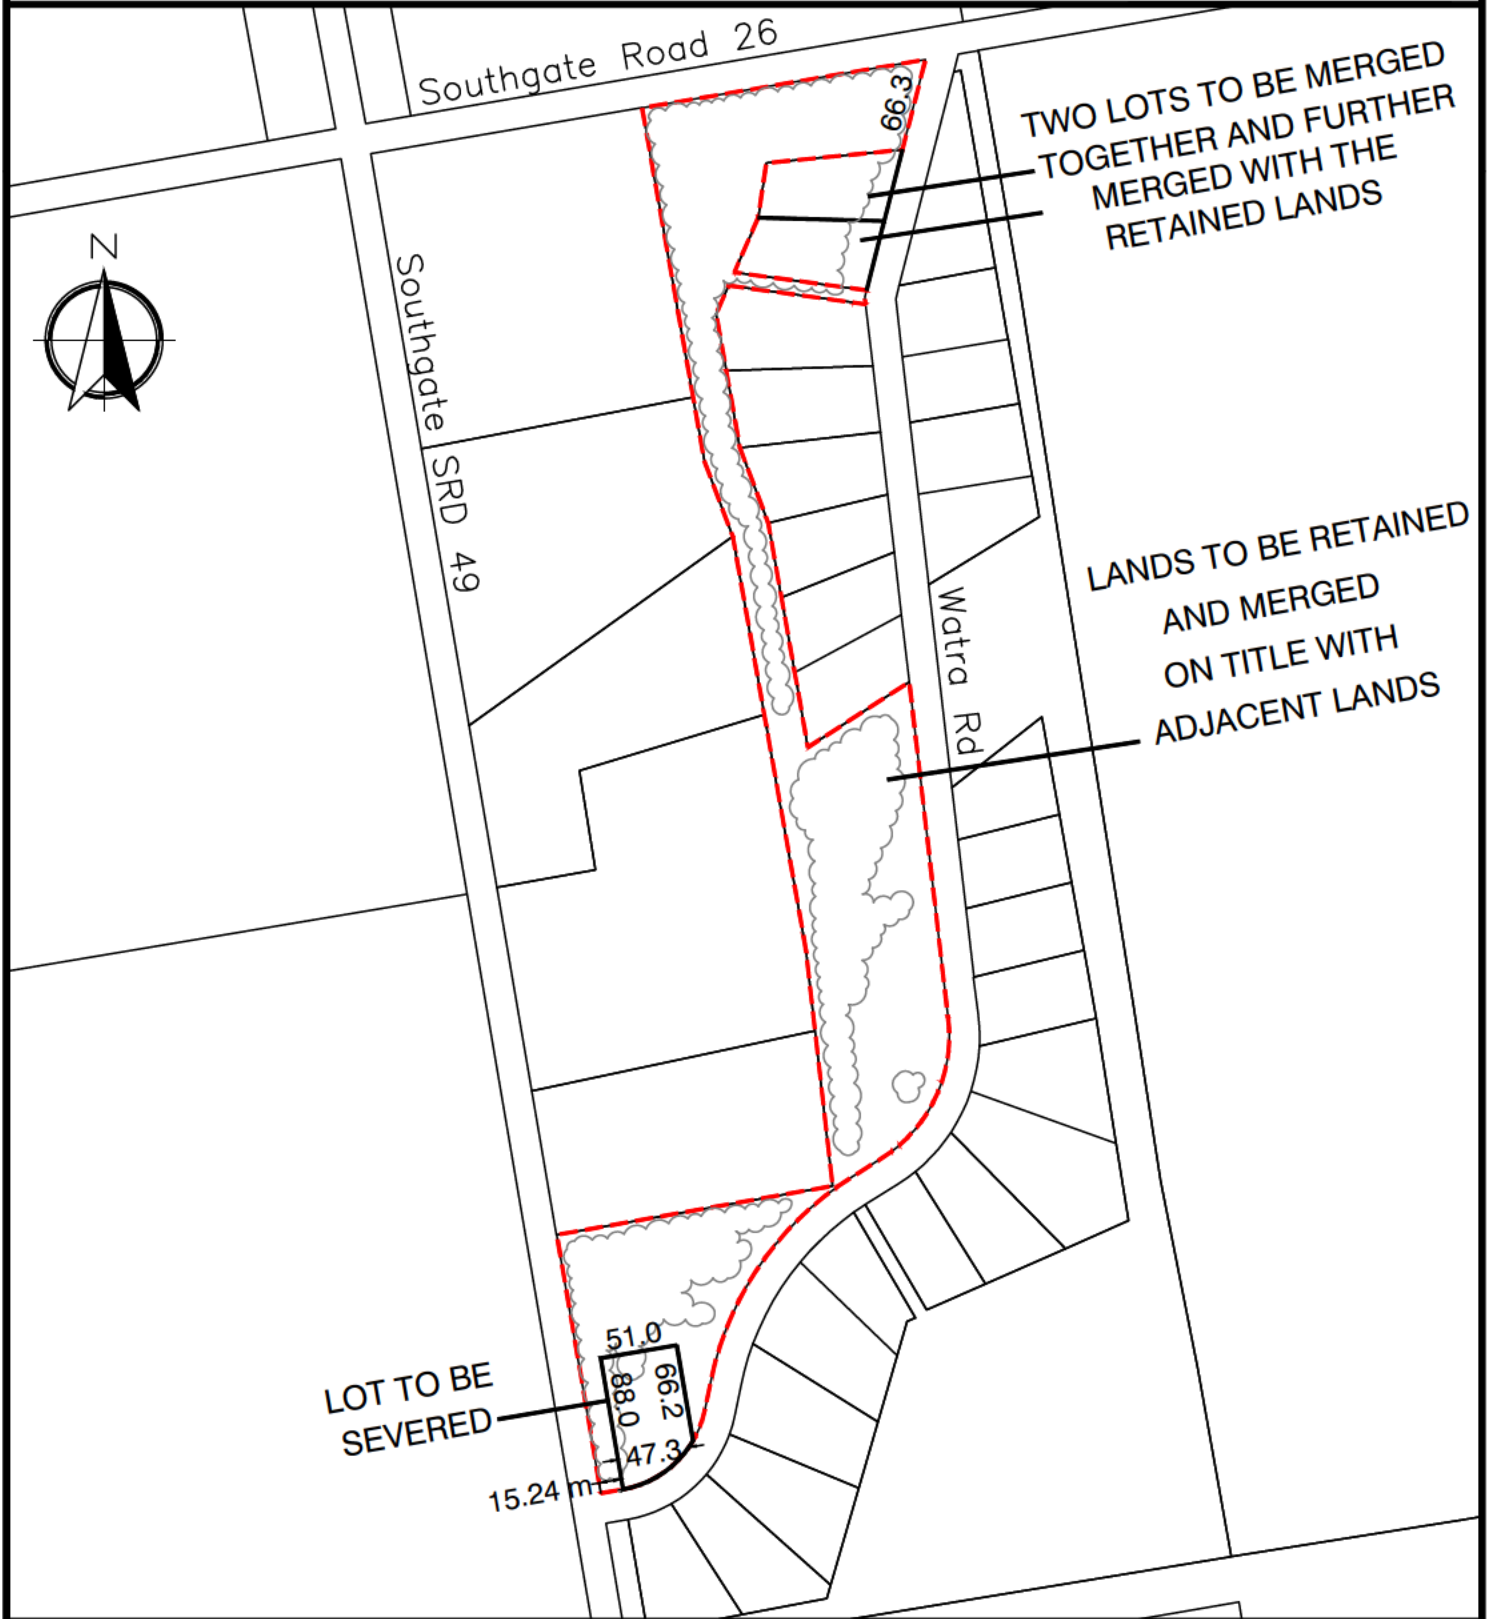 Southgate Road 26
66.3
TWO LOTS TO BE MERGED
TOGETHER AND FURTHER
MERGED WITH THE
RETAINED LANDS
N
Southgate SRD 49
LANDS TO BE RETAINED
AND MERGED
ON TITLE WITH
ADJACENT LANDS
Watra Rd
51.0
88.0
66.2
47.3
LOT TO BE
SEVERED
15.24 m